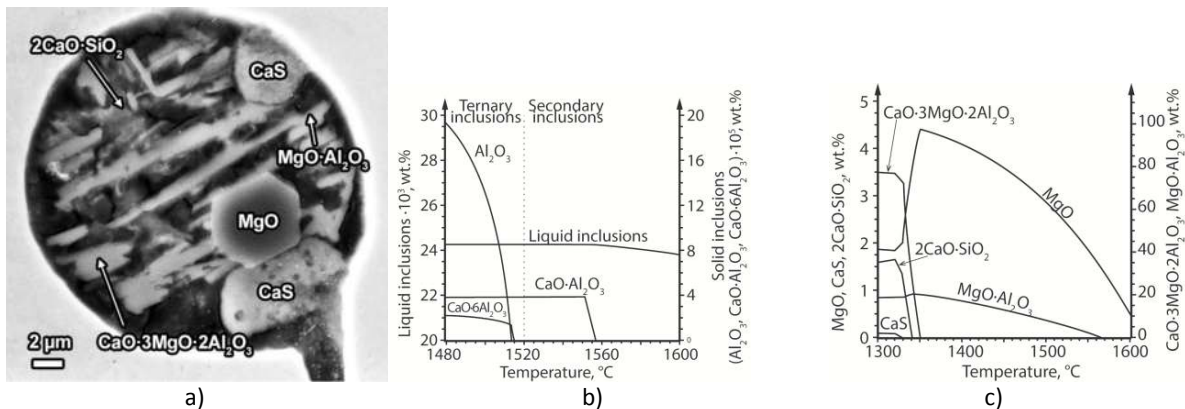 2CaO·SiO₂
CaS
MgO·Al₂O₃
MgO
CaS
CaO·3MgO·2Al₂O₃
2 μm
a)
Ternary inclusions
Secondary inclusions
Al₂O₃
Liquid inclusions
CaO·Al₂O₃
CaO·6Al₂O₃
Liquid inclusions ·10³, wt.%
30
28
26
24
22
20
20
16
12
8
4
0
Solid inclusions
(Al₂O₃, CaO·Al₂O₃, CaO·6Al₂O₃)·10⁵, wt.%
1480 1520 1560 1600
Temperature, °C
b)
MgO, CaS, 2CaO·SiO₂, wt.%
5
4
3
2
1
0
CaO·3MgO·2Al₂O₃
MgO
2CaO·SiO₂
MgO·Al₂O₃
CaS
100
80
60
40
20
0
CaO·3MgO·2Al₂O₃, MgO·Al₂O₃, wt.%
1300 1400 1500 1600
Temperature, °C
c)